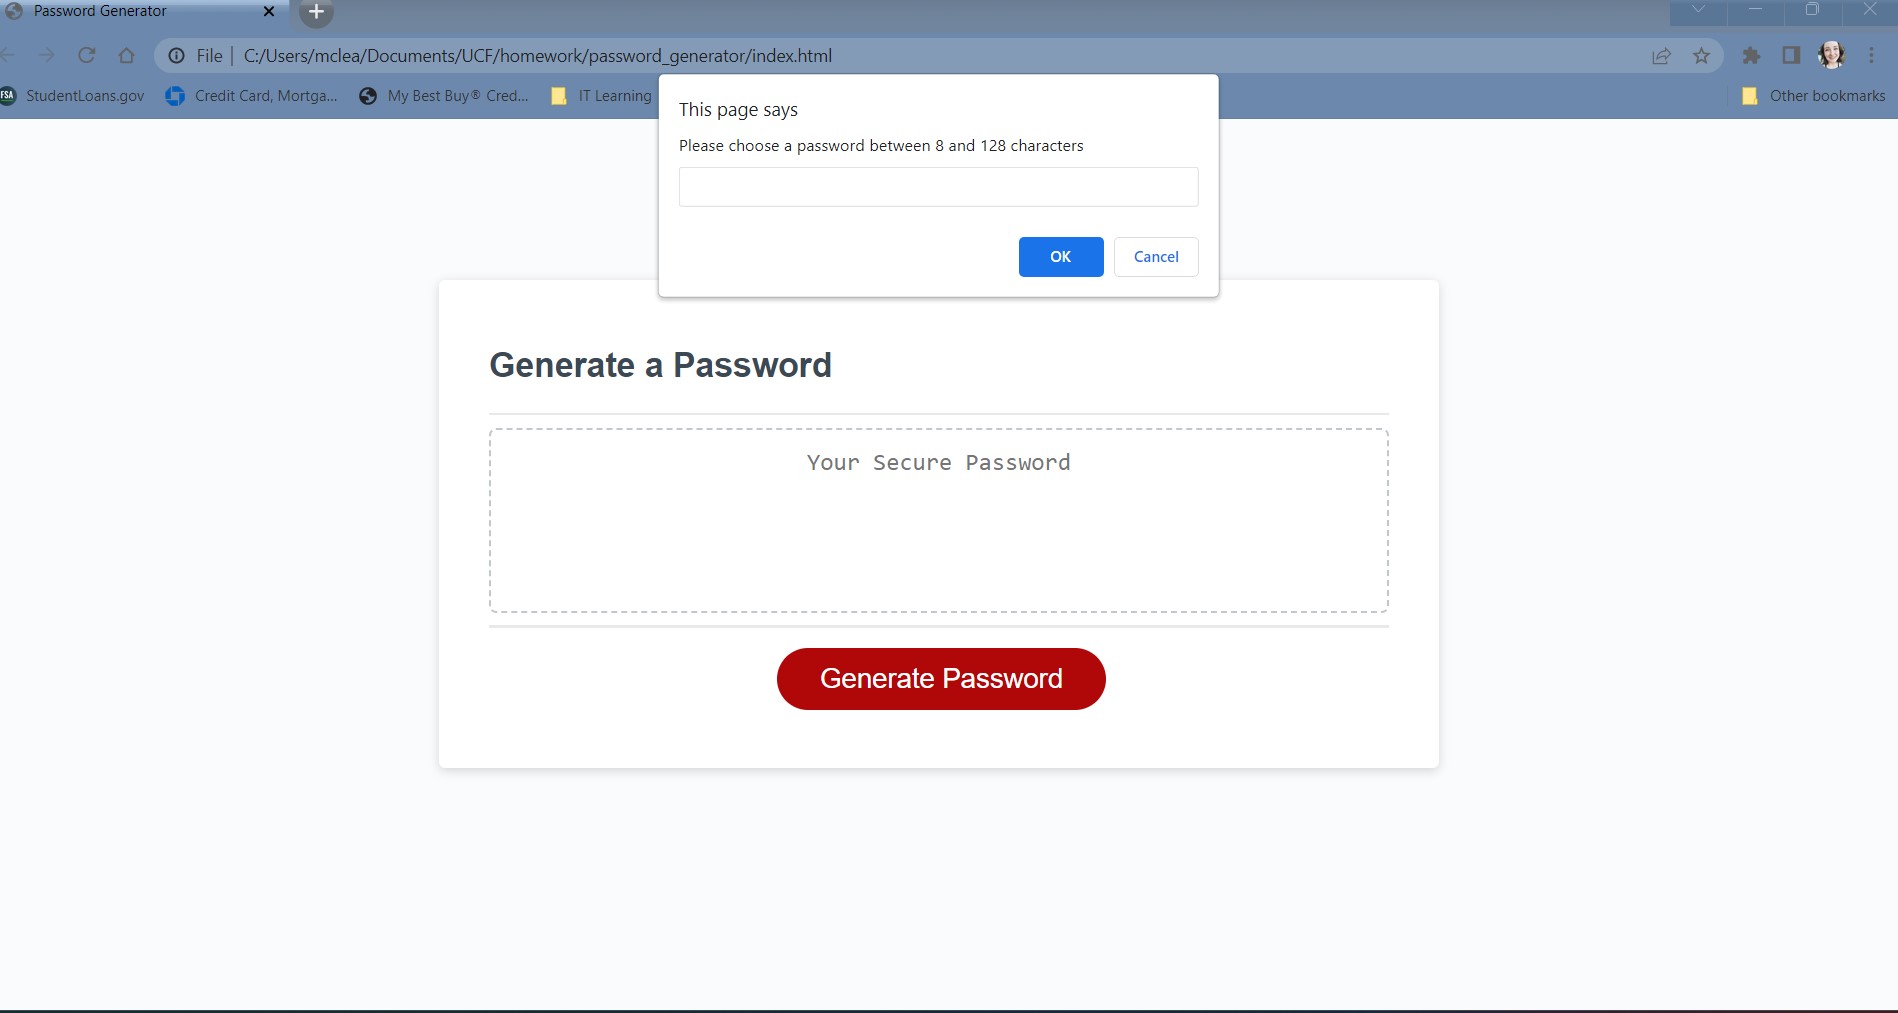 Password Generator
File | C:/Users/mclea/Documents/UCF/homework/password_generator/index.html
FSA StudentLoans.gov Credit Card, Mortga... My Best Buy® Cred... IT Learning Other bookmarks
This page says
Please choose a password between 8 and 128 characters
OK Cancel
Generate a Password
Your Secure Password
Generate Password